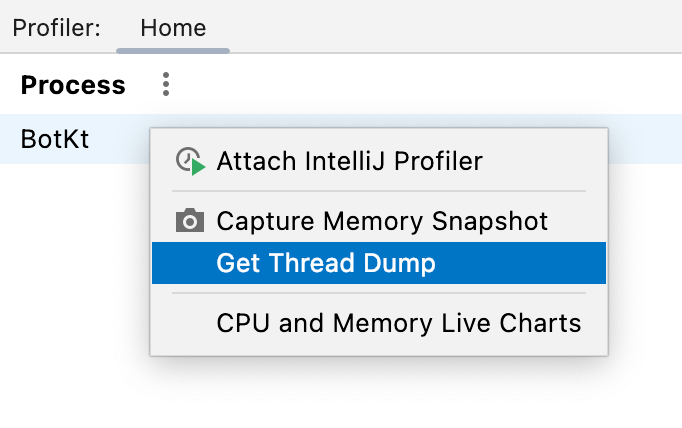 Profiler: Home
Process
BotKt
Attach IntelliJ Profiler
Capture Memory Snapshot
Get Thread Dump
CPU and Memory Live Charts